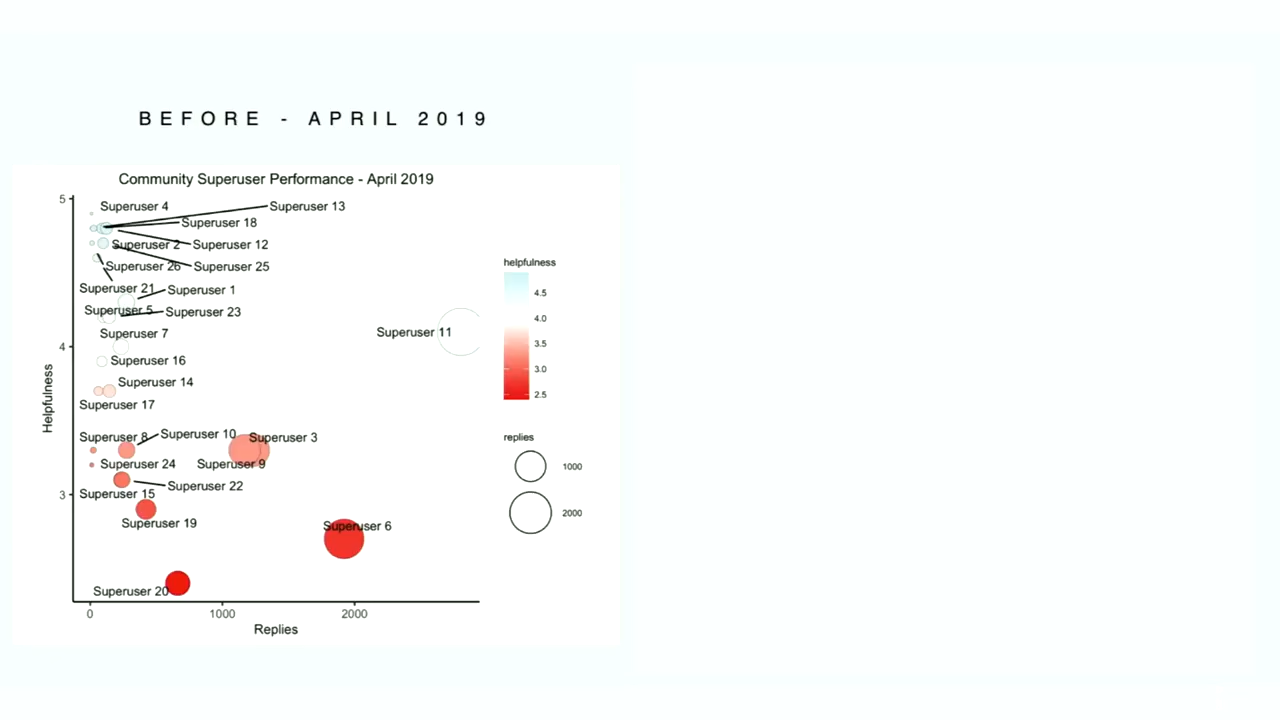 BEFORE - APRIL 2019
Community Superuser Performance - April 2019
5
Superuser 4
Superuser 13
Superuser 18
Superuser 2
Superuser 12
Superuser 26
Superuser 25
Superuser 21
Superuser 1
Superuser 5
Superuser 23
Superuser 7
Superuser 11
4
Superuser 16
Superuser 14
Superuser 17
Superuser 8
Superuser 10
Superuser 3
Superuser 24
Superuser 9
Superuser 22
3
Superuser 15
Superuser 19
Superuser 6
Superuser 20
Helpfulness
0
1000
2000
Replies
helpfulness
4.5
4.0
3.5
3.0
2.5
replies
1000
2000